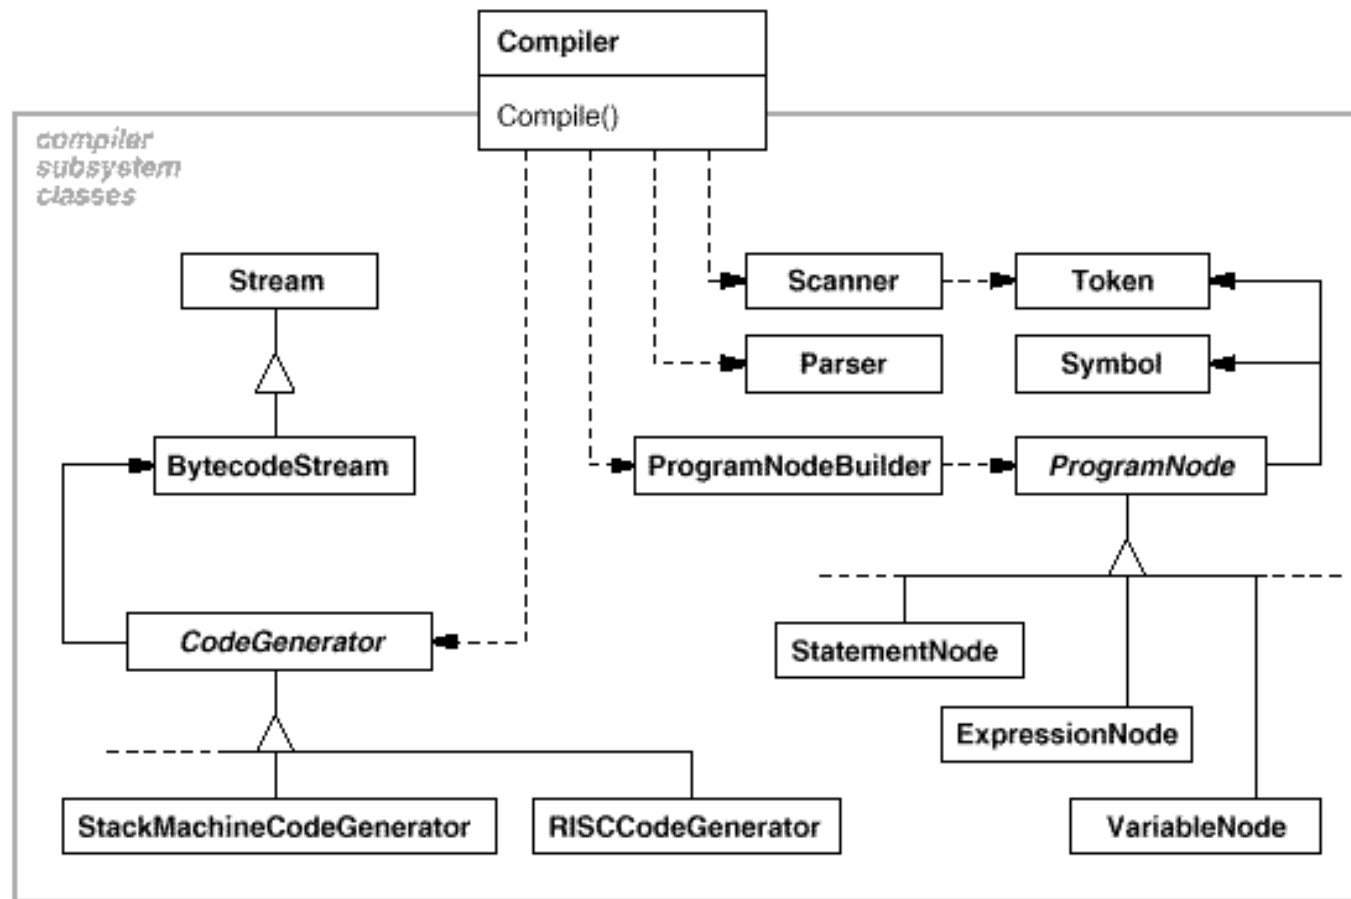 Compiler
Compile()
compiler
subsystem
classes
Stream
Scanner
Token
Parser
Symbol
BytecodeStream
ProgramNodeBuilder
ProgramNode
CodeGenerator
StatementNode
ExpressionNode
StackMachineCodeGenerator
RISCCodeGenerator
VariableNode